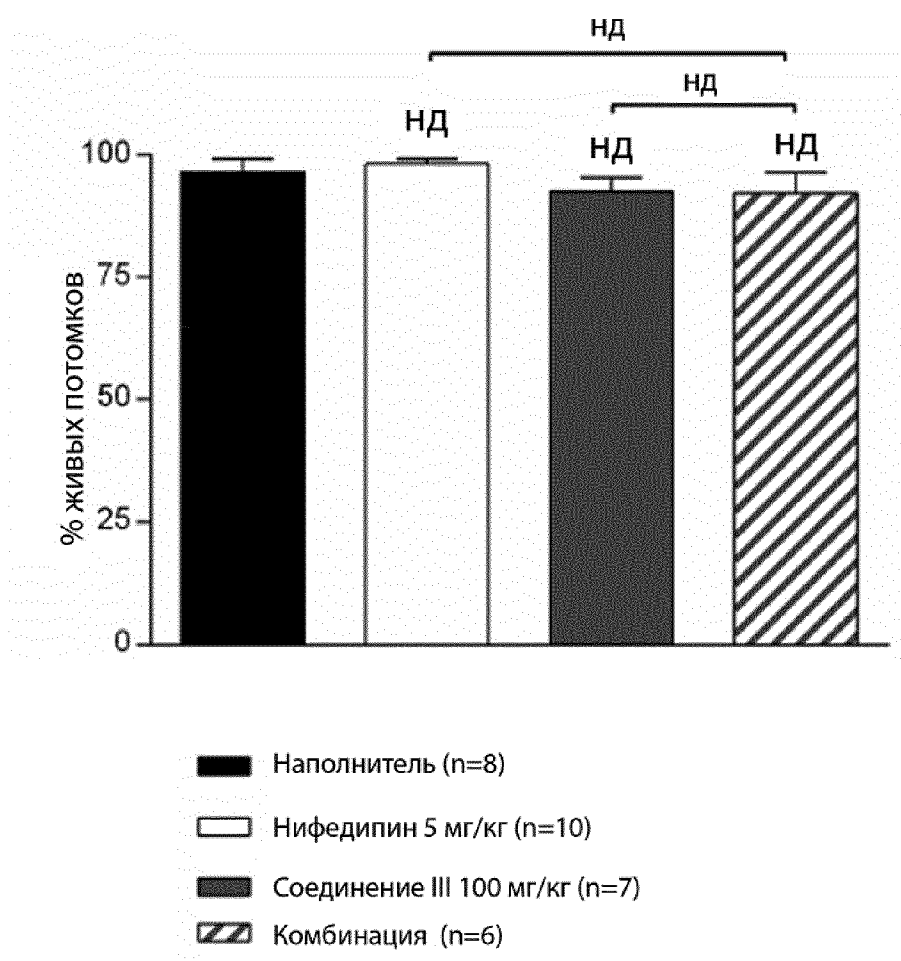 НД
НД
НД
НД
НД
100
75
50
25
0
% живых потомков
Наполнитель (n=8)
Нифедипин 5 мг/кг (n=10)
Соединение III 100 мг/кг (n=7)
Комбинация (n=6)